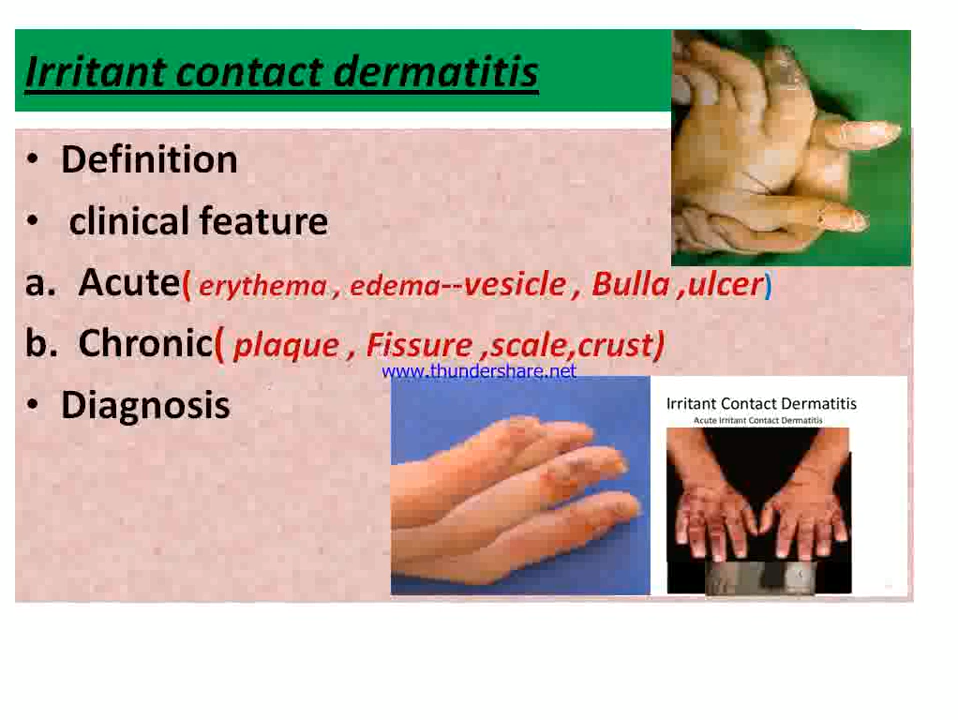 Irritant contact dermatitis
• Definition
• clinical feature
a. Acute( erythema , edema--vesicle , Bulla ,ulcer)
b. Chronic( plaque , Fissure ,scale,crust)
www.thundershare.net
• Diagnosis
Irritant Contact Dermatitis
Acute Irritant Contact Dermatitis